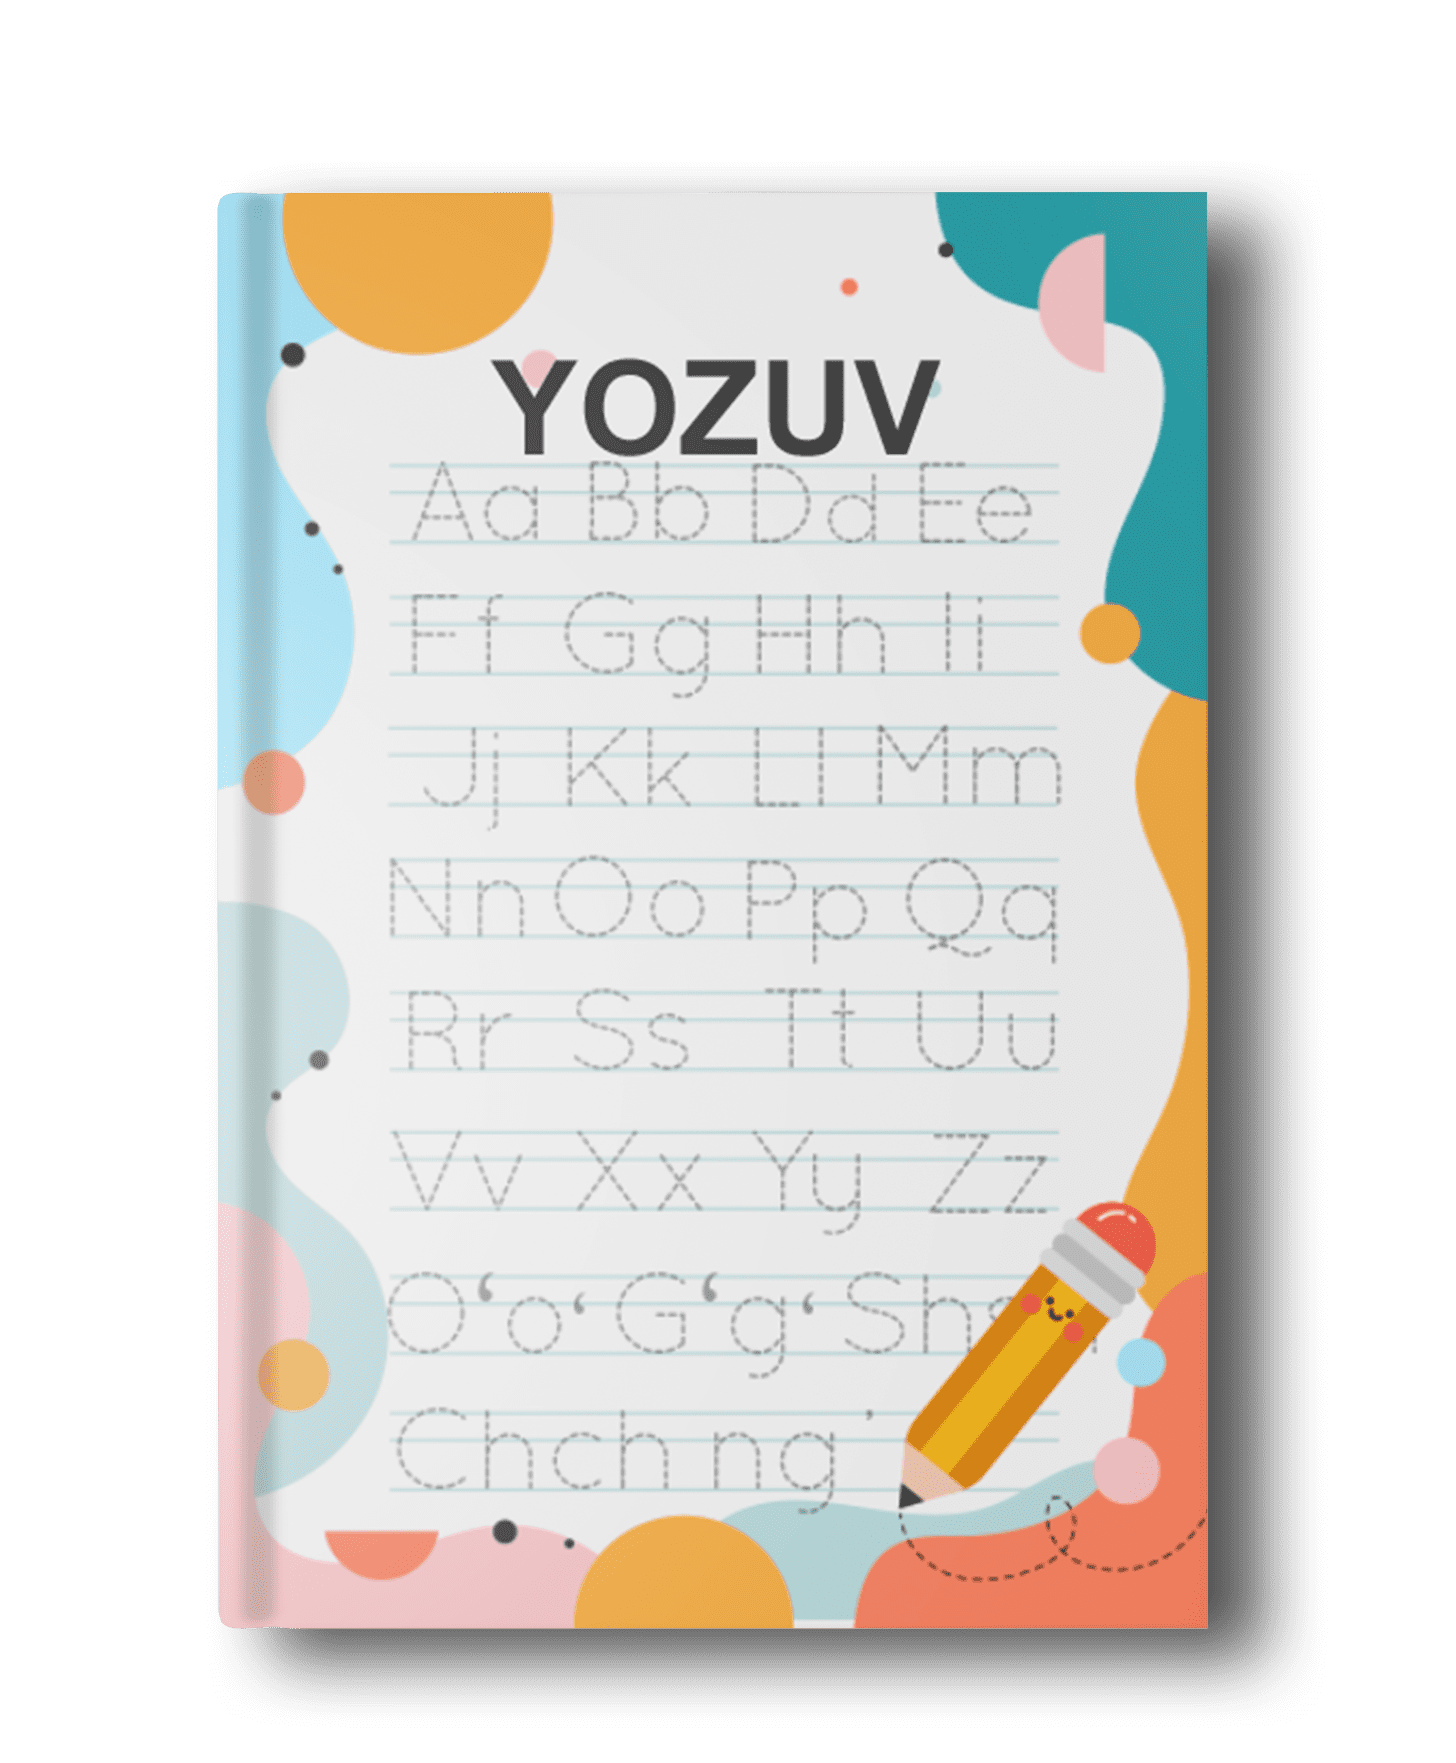 YOZUV
Aa Bb Dd Ee
Ff Gg Hh Ii
Jj Kk Ll Mm
Nn Oo Pp Qq
Rr Ss Tt Uu
Vv Xx Yy Zz
O‘o‘ G‘g‘ Sh
Chch ng ’